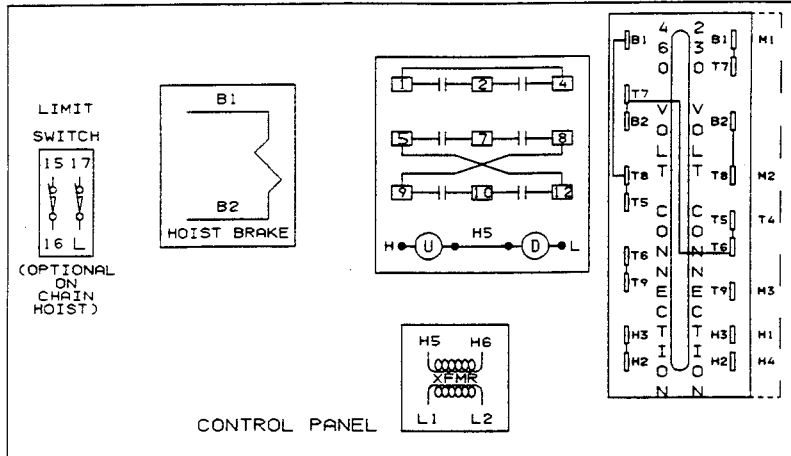 LIMIT
SWITCH
15 17
16 L
(OPTIONAL
ON
CHAIN
HOIST)
B1
B2
HOIST BRAKE
1 2 4
5 7 8
9 10 12
H U H5 D L
H5 H6
XFMR
L1 L2
CONTROL PANEL
460 VOLT CONNECTION
230 VOLT CONNECTION
B1 B1 M1
T7
T7
B2 B2
T8 T8 M2
T5 T5 T4
T6
T6
T9 T9 M3
H3 H3 H1
H2 H2 H4